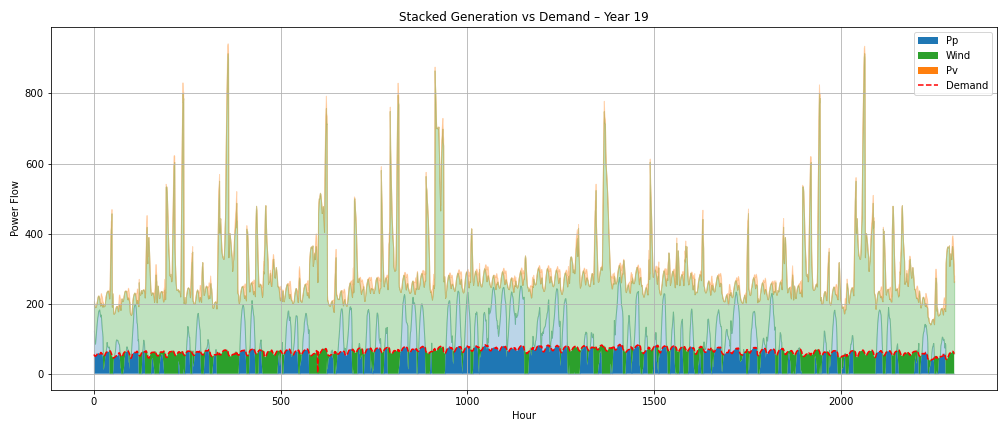 Stacked Generation vs Demand – Year 19
Pp
Wind
Pv
Demand
800
600
400
200
0
Power Flow
0
500
1000
1500
2000
Hour